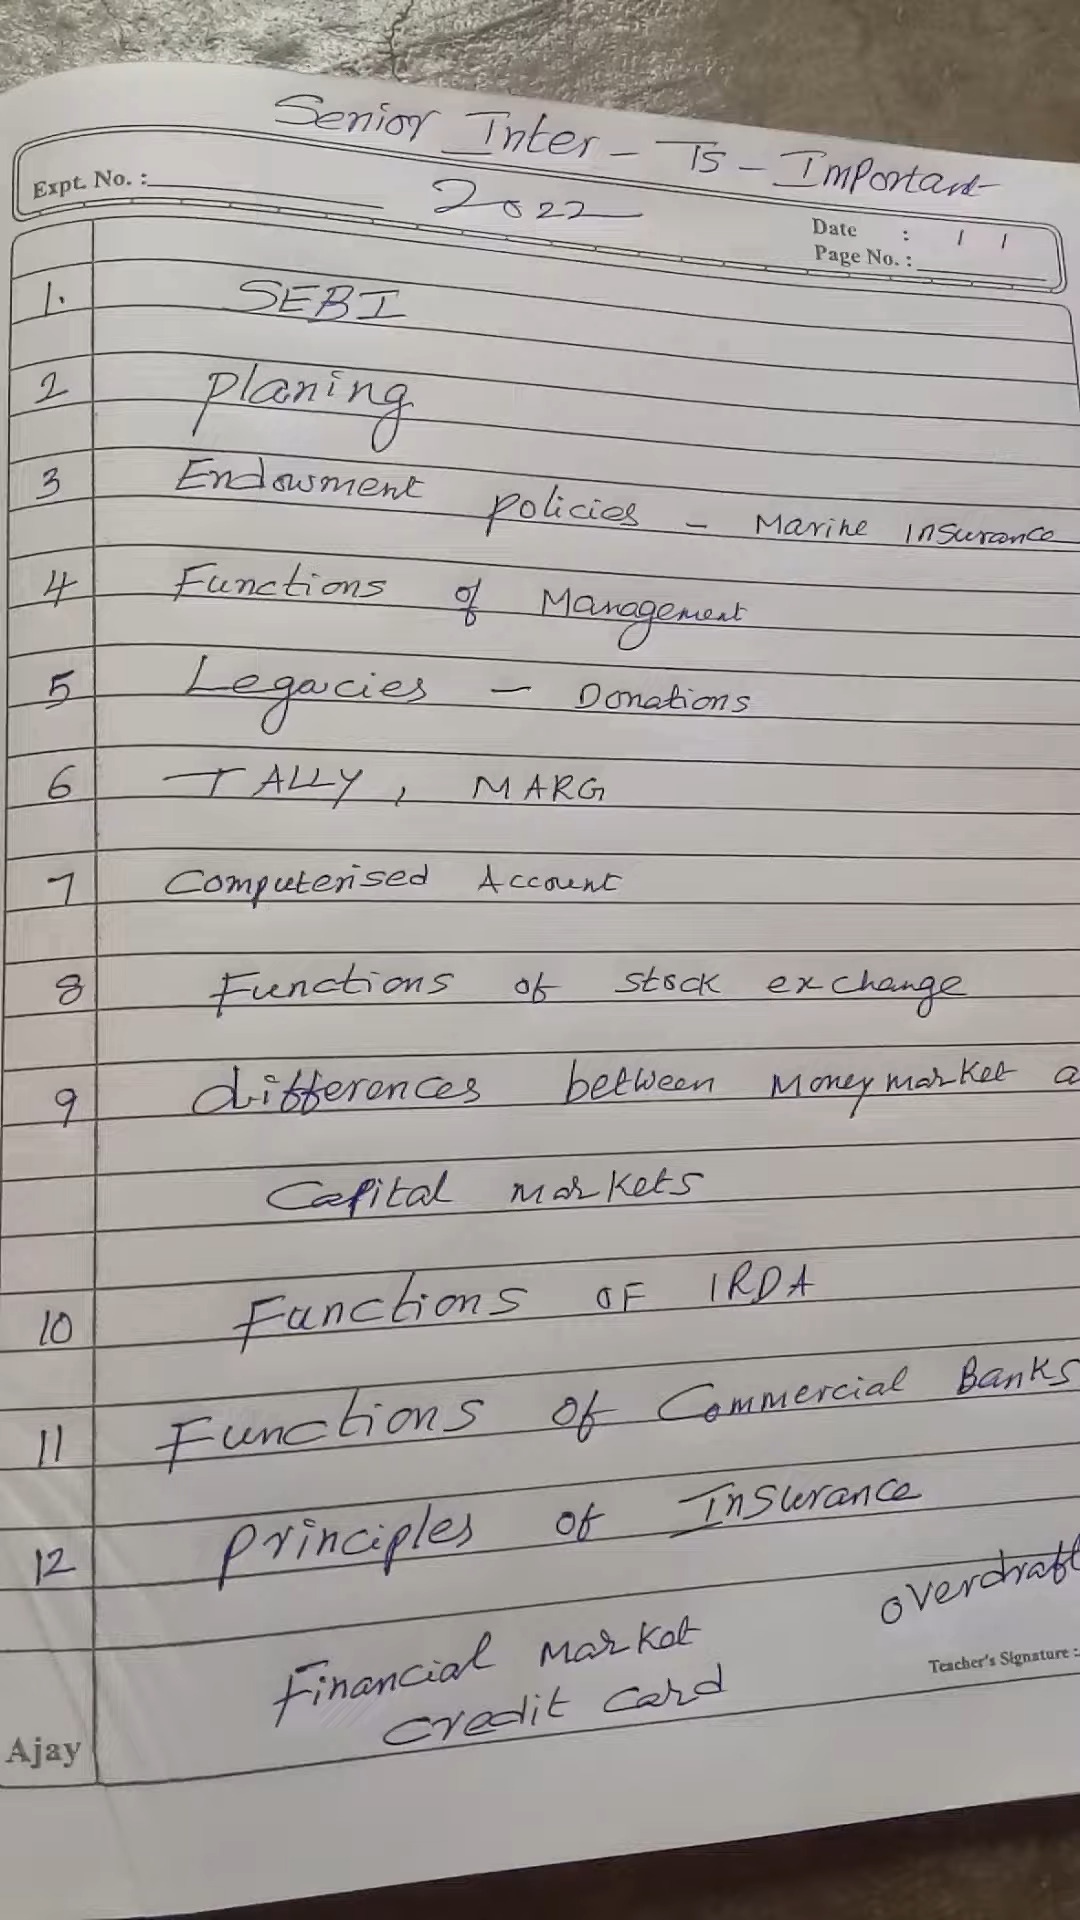 Senior Inter - TS - Important
2022
Expt. No. :
Date : / /
Page No. :
1. SEBI
2 planing
3 Endowment policies - Marine Insurance
4 Functions of Management
5 Legacies - Donations
6 TALLY, MARG
7 Computerised Account
8 Functions of stock exchange
9 differences between Moneymarket a
Capital markets
10 Functions OF IRDA
11 Functions of Commercial Banks
12 principles of Insurance
overdraft
Financial market
credit card
Teacher's Signature :
Ajay